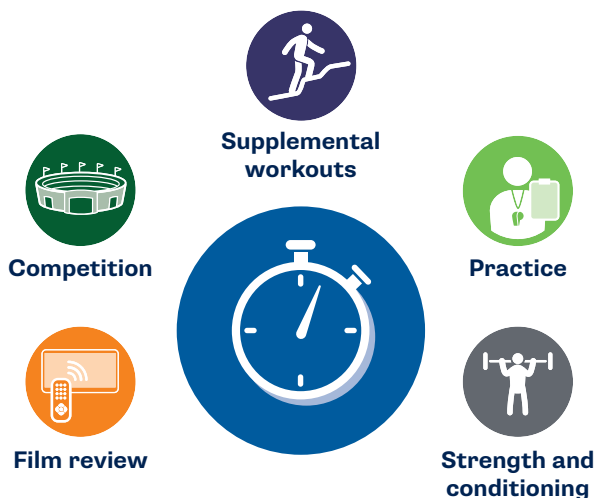 Supplemental
workouts
Competition
Practice
Film review
Strength and
conditioning